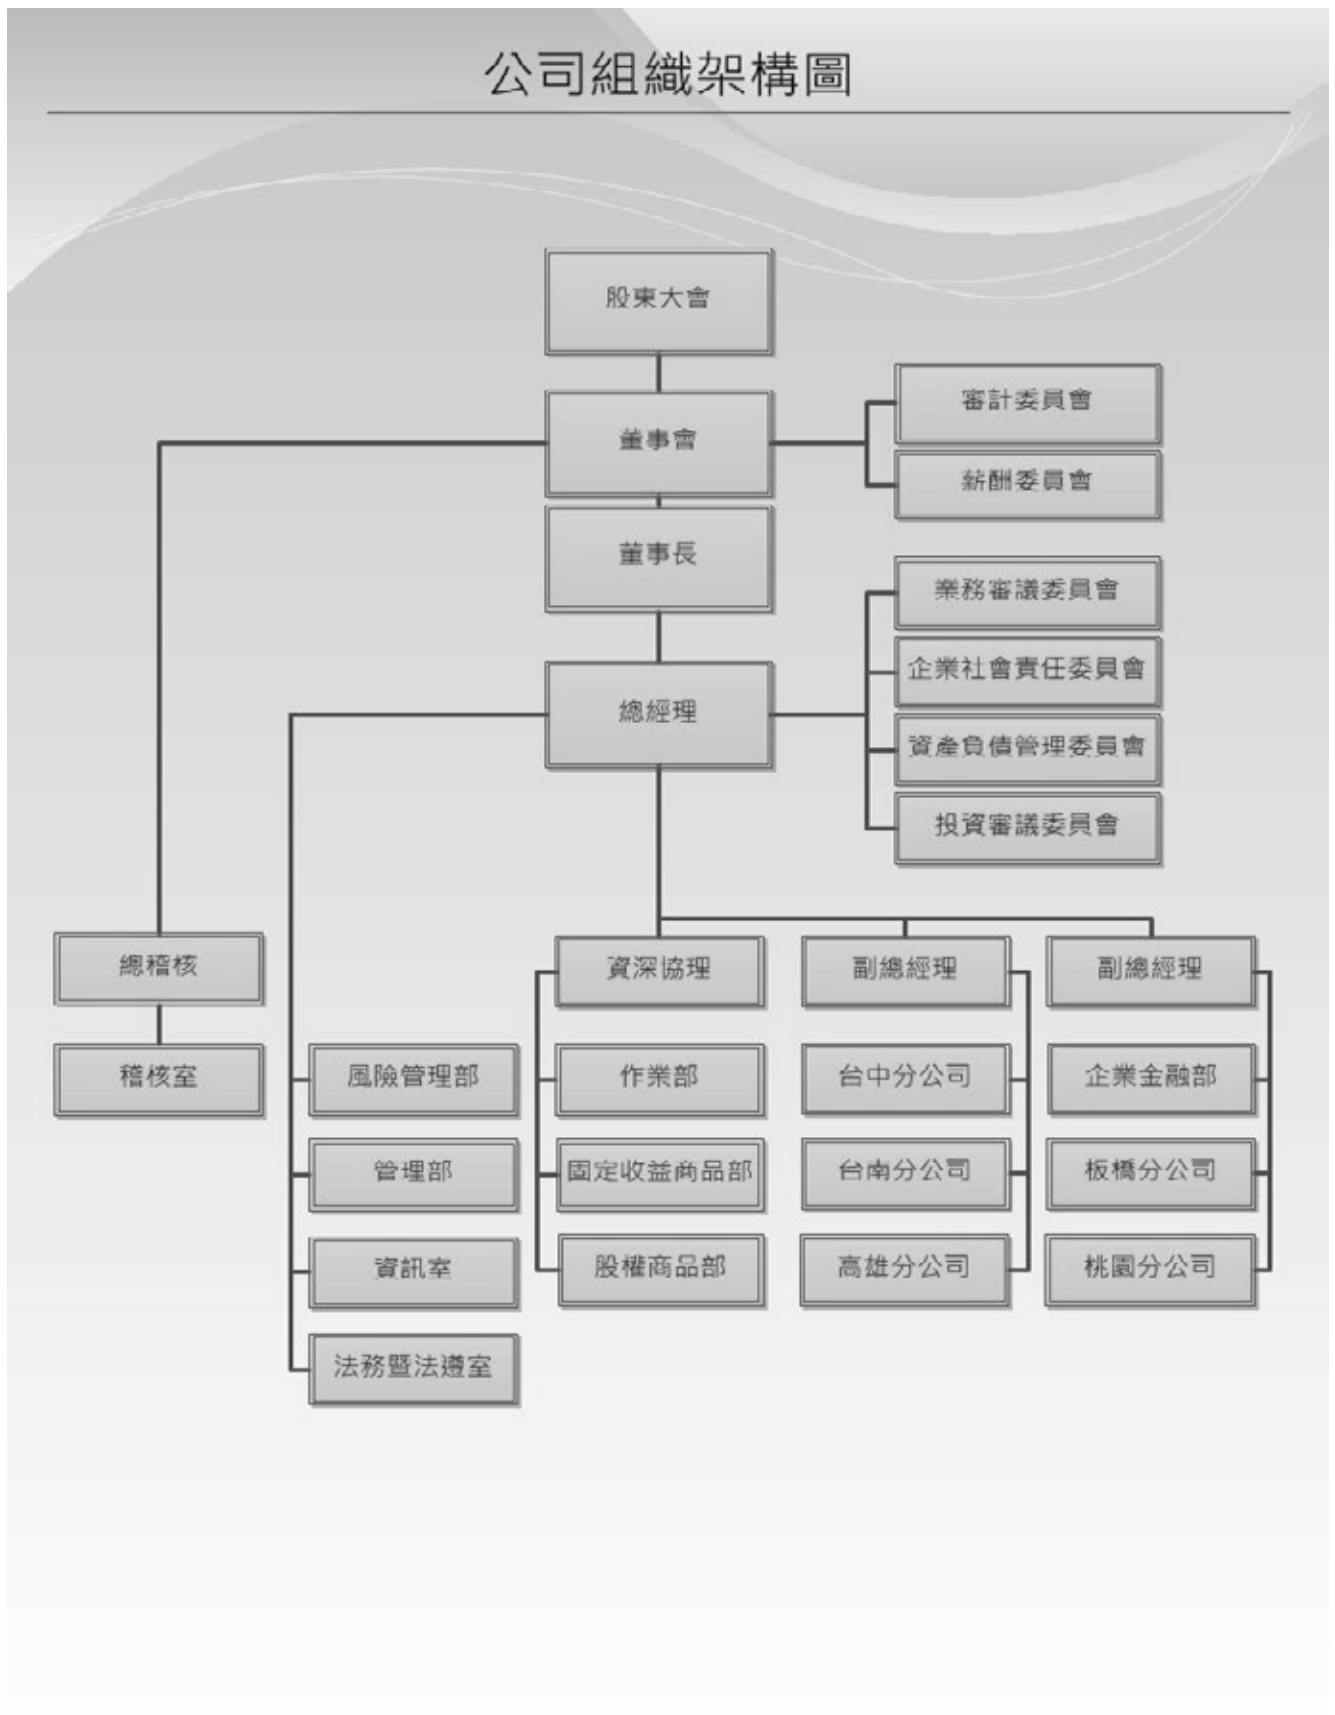 公司組織架構圖
股東大會
董事會
審計委員會
薪酬委員會
董事長
總經理
業務審議委員會
企業社會責任委員會
資產負債管理委員會
投資審議委員會
總稽核
稽核室
風險管理部
管理部
資訊室
法務暨法遵室
資深協理
作業部
固定收益商品部
股權商品部
副總經理
台中分公司
台南分公司
高雄分公司
副總經理
企業金融部
板橋分公司
桃園分公司